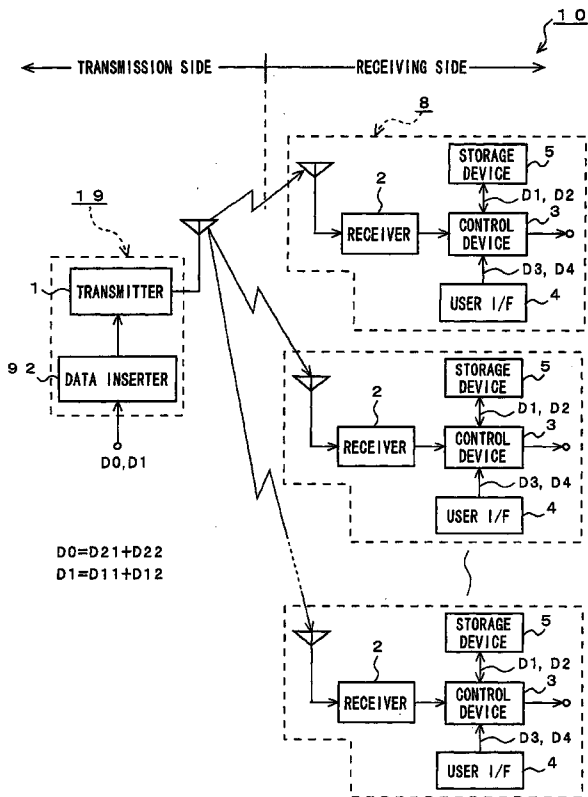 10
TRANSMISSION SIDE
RECEIVING SIDE
8
STORAGE
DEVICE
5
D1, D2
2
3
RECEIVER
CONTROL
DEVICE
D3, D4
USER I/F
4
19
1
TRANSMITTER
92
DATA INSERTER
D0,D1
STORAGE
DEVICE
5
D1, D2
2
3
RECEIVER
CONTROL
DEVICE
D3, D4
USER I/F
4
D0=D21+D22
D1=D11+D12
STORAGE
DEVICE
5
D1, D2
2
3
RECEIVER
CONTROL
DEVICE
D3, D4
USER I/F
4